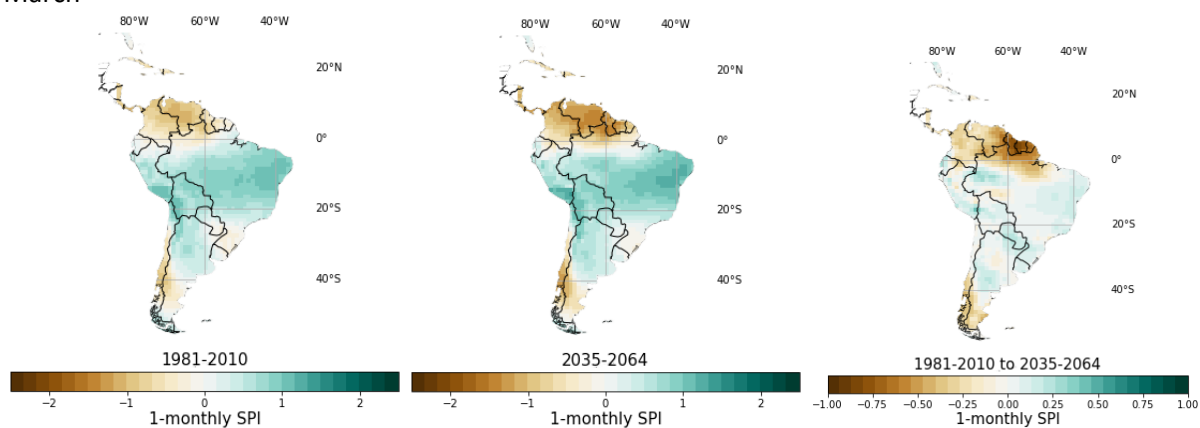 80°W 60°W 40°W
20°N
0°
20°S
40°S
1981-2010
−2 −1 0 1 2
1-monthly SPI
80°W 60°W 40°W
20°N
0°
20°S
40°S
2035-2064
−2 −1 0 1 2
1-monthly SPI
80°W 60°W 40°W
20°N
0°
20°S
40°S
1981-2010 to 2035-2064
−1.00 −0.75 −0.50 −0.25 0.00 0.25 0.50 0.75 1.00
1-monthly SPI